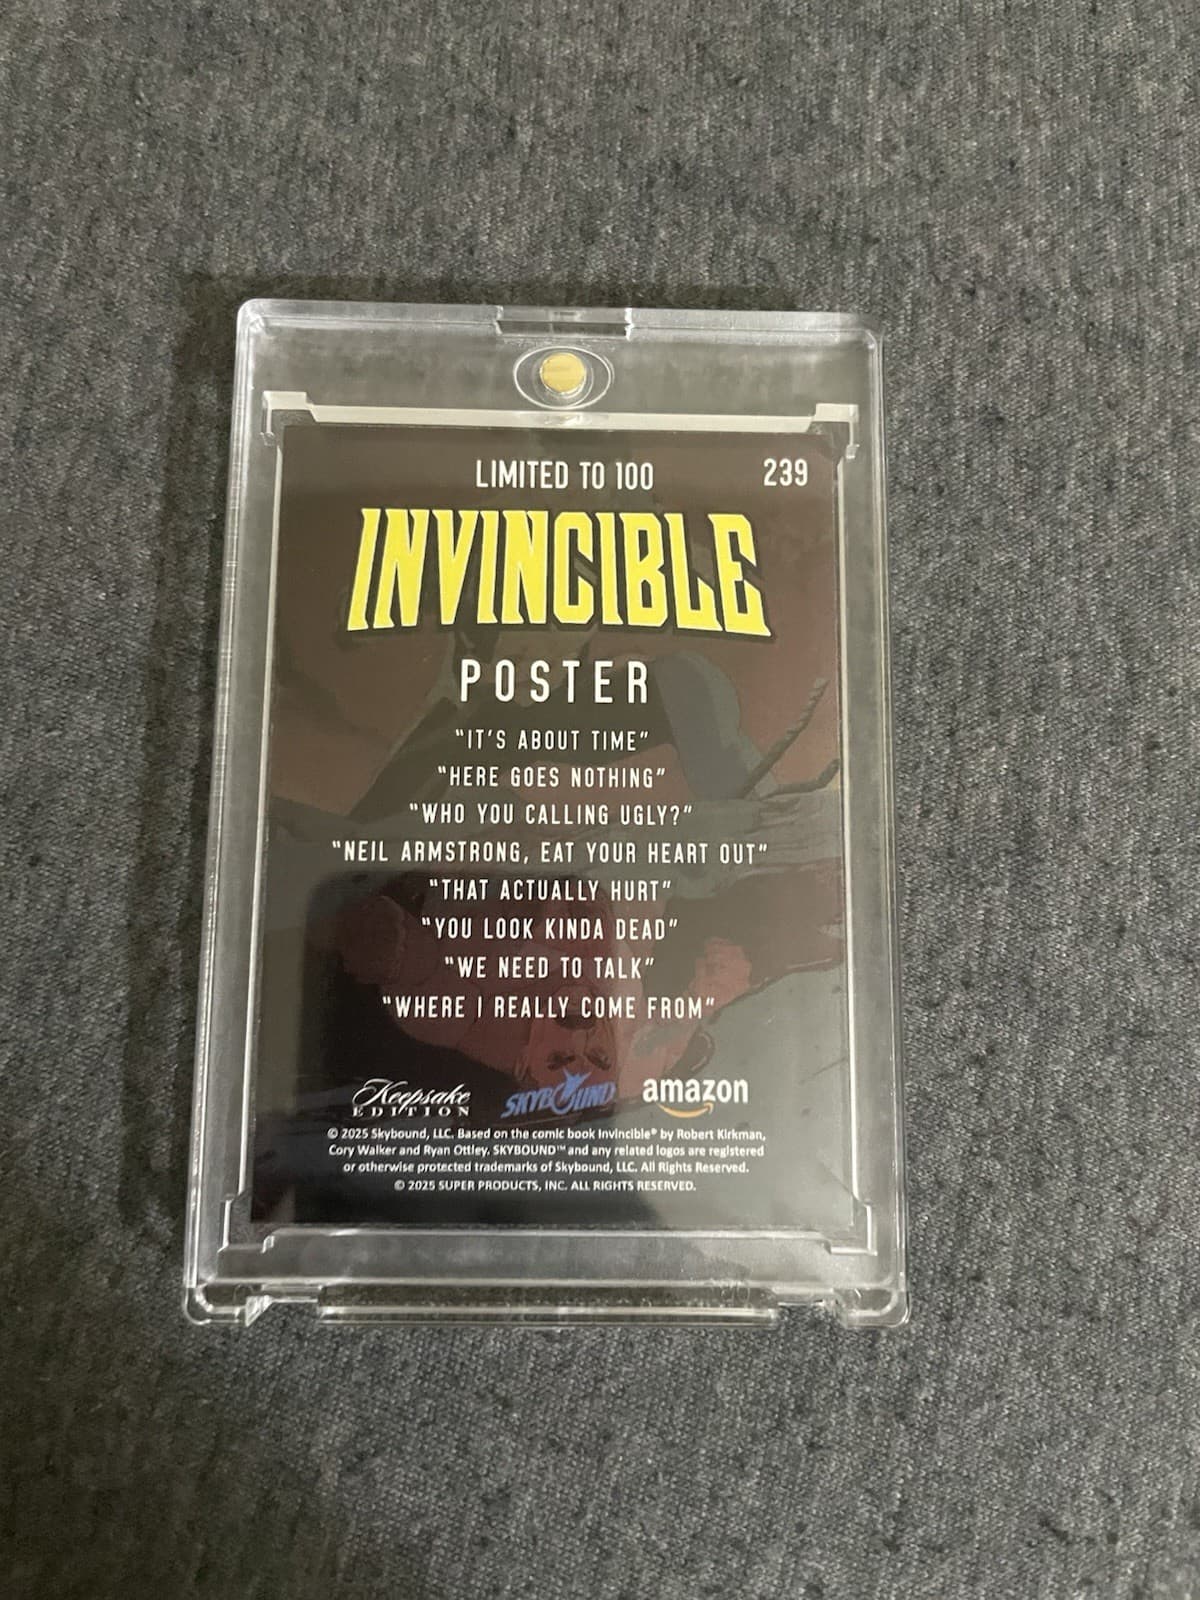 LIMITED TO 100 239
INVINCIBLE
POSTER
"IT'S ABOUT TIME"
"HERE GOES NOTHING"
"WHO YOU CALLING UGLY?"
"NEIL ARMSTRONG, EAT YOUR HEART OUT"
"THAT ACTUALLY HURT"
"YOU LOOK KINDA DEAD"
"WE NEED TO TALK"
"WHERE I REALLY COME FROM"
Keepsake SKYBOUND amazon
EDITION
© 2025 Skybound, LLC. Based on the comic book Invincible® by Robert Kirkman,
Cory Walker and Ryan Ottley. SKYBOUND™ and any related logos are registered
or otherwise protected trademarks of Skybound, LLC. All Rights Reserved.
© 2025 SUPER PRODUCTS, INC. ALL RIGHTS RESERVED.